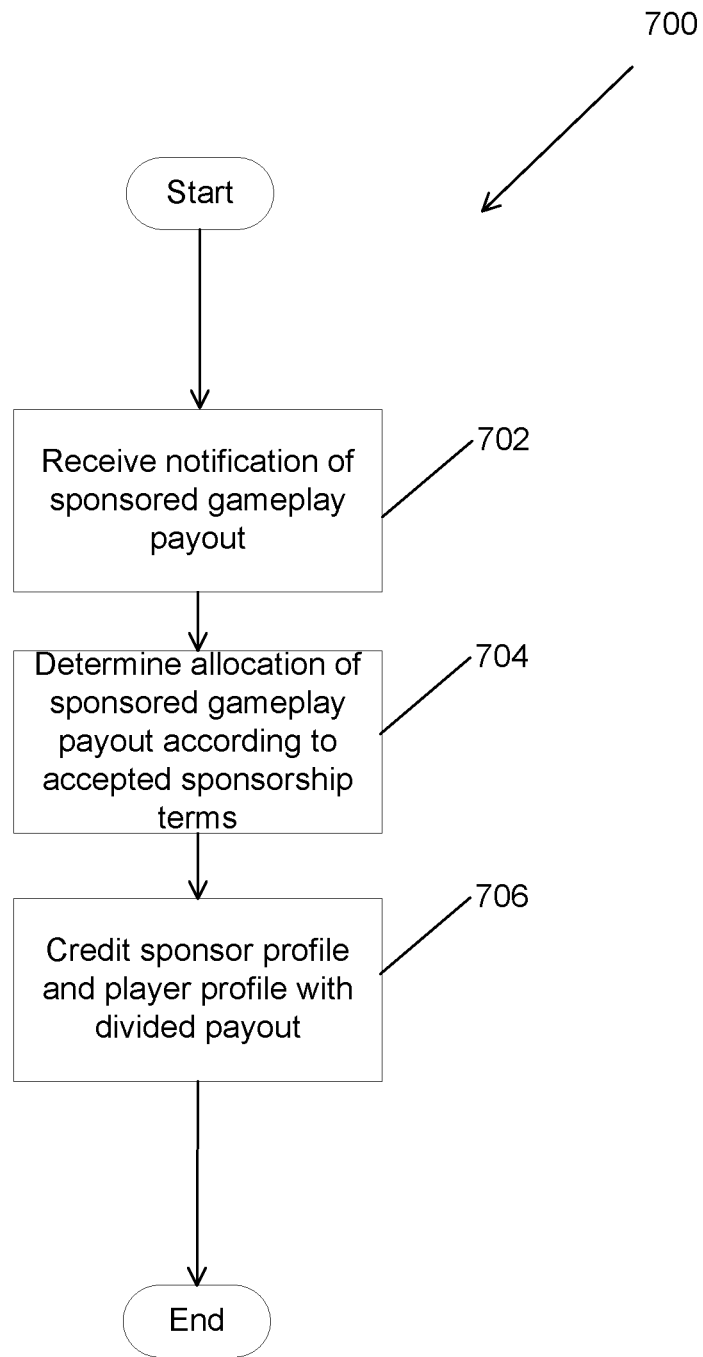 700
Start
Receive notification of
sponsored gameplay
payout
702
Determine allocation of
sponsored gameplay
payout according to
accepted sponsorship
terms
704
Credit sponsor profile
and player profile with
divided payout
706
End